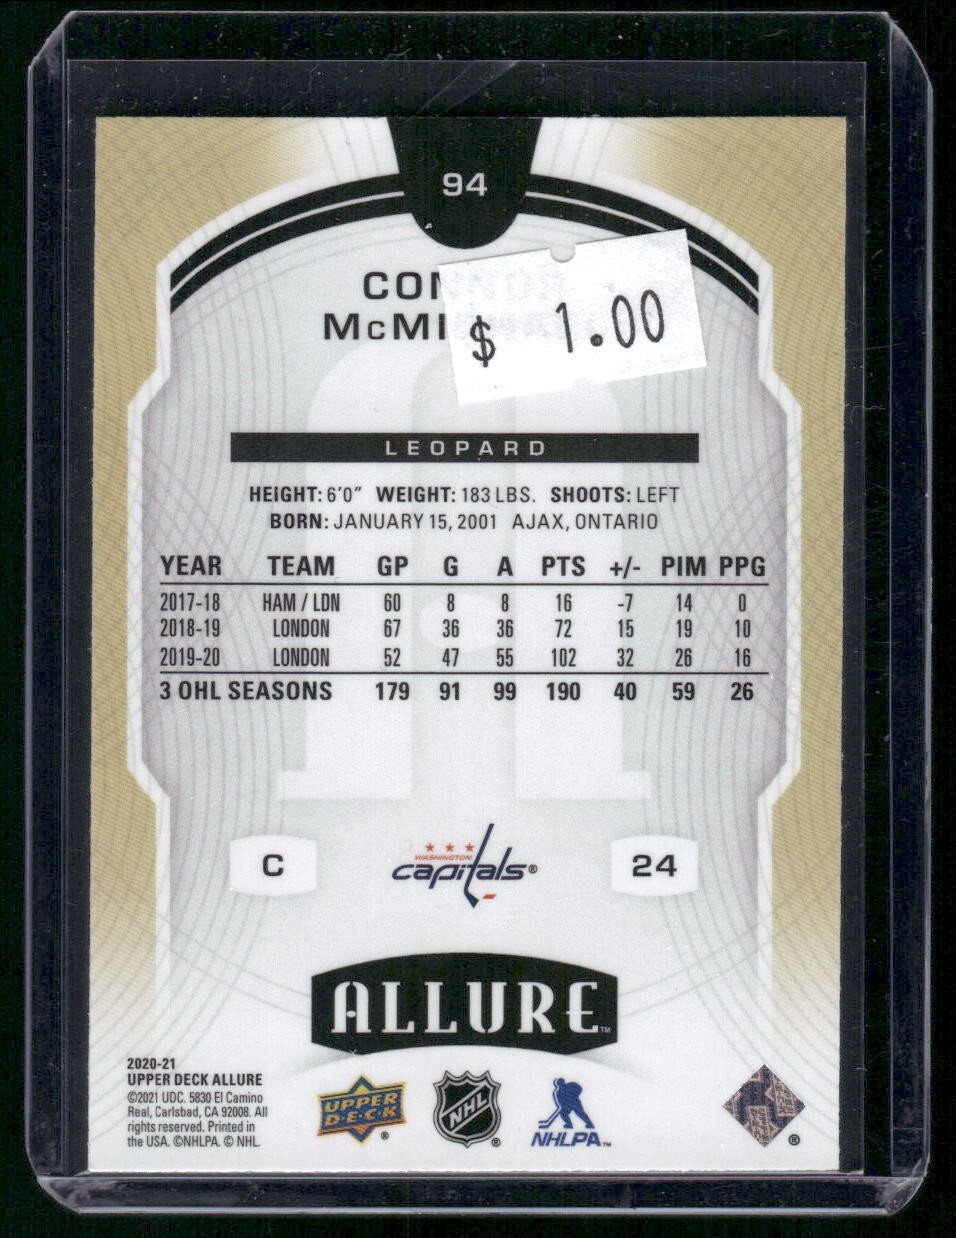 94
CON
McMI
$ 1.00
LEOPARD
HEIGHT: 6'0" WEIGHT: 183 LBS. SHOOTS: LEFT
BORN: JANUARY 15, 2001 AJAX, ONTARIO
YEAR TEAM GP G A PTS +/- PIM PPG
2017-18 HAM / LDN 60 8 8 16 -7 14 0
2018-19 LONDON 67 36 36 72 15 19 10
2019-20 LONDON 52 47 55 102 32 26 16
3 OHL SEASONS 179 91 99 190 40 59 26
C
WASHINGTON
capitals®
24
ALLURE™
2020-21
UPPER DECK ALLURE
©2021 UDC. 5830 El Camino
Real, Carlsbad, CA 92008. All
rights reserved. Printed in
the USA. ©NHLPA. © NHL.
UPPER
D·E·C·K ®
NHL ®
NHLPA™
®